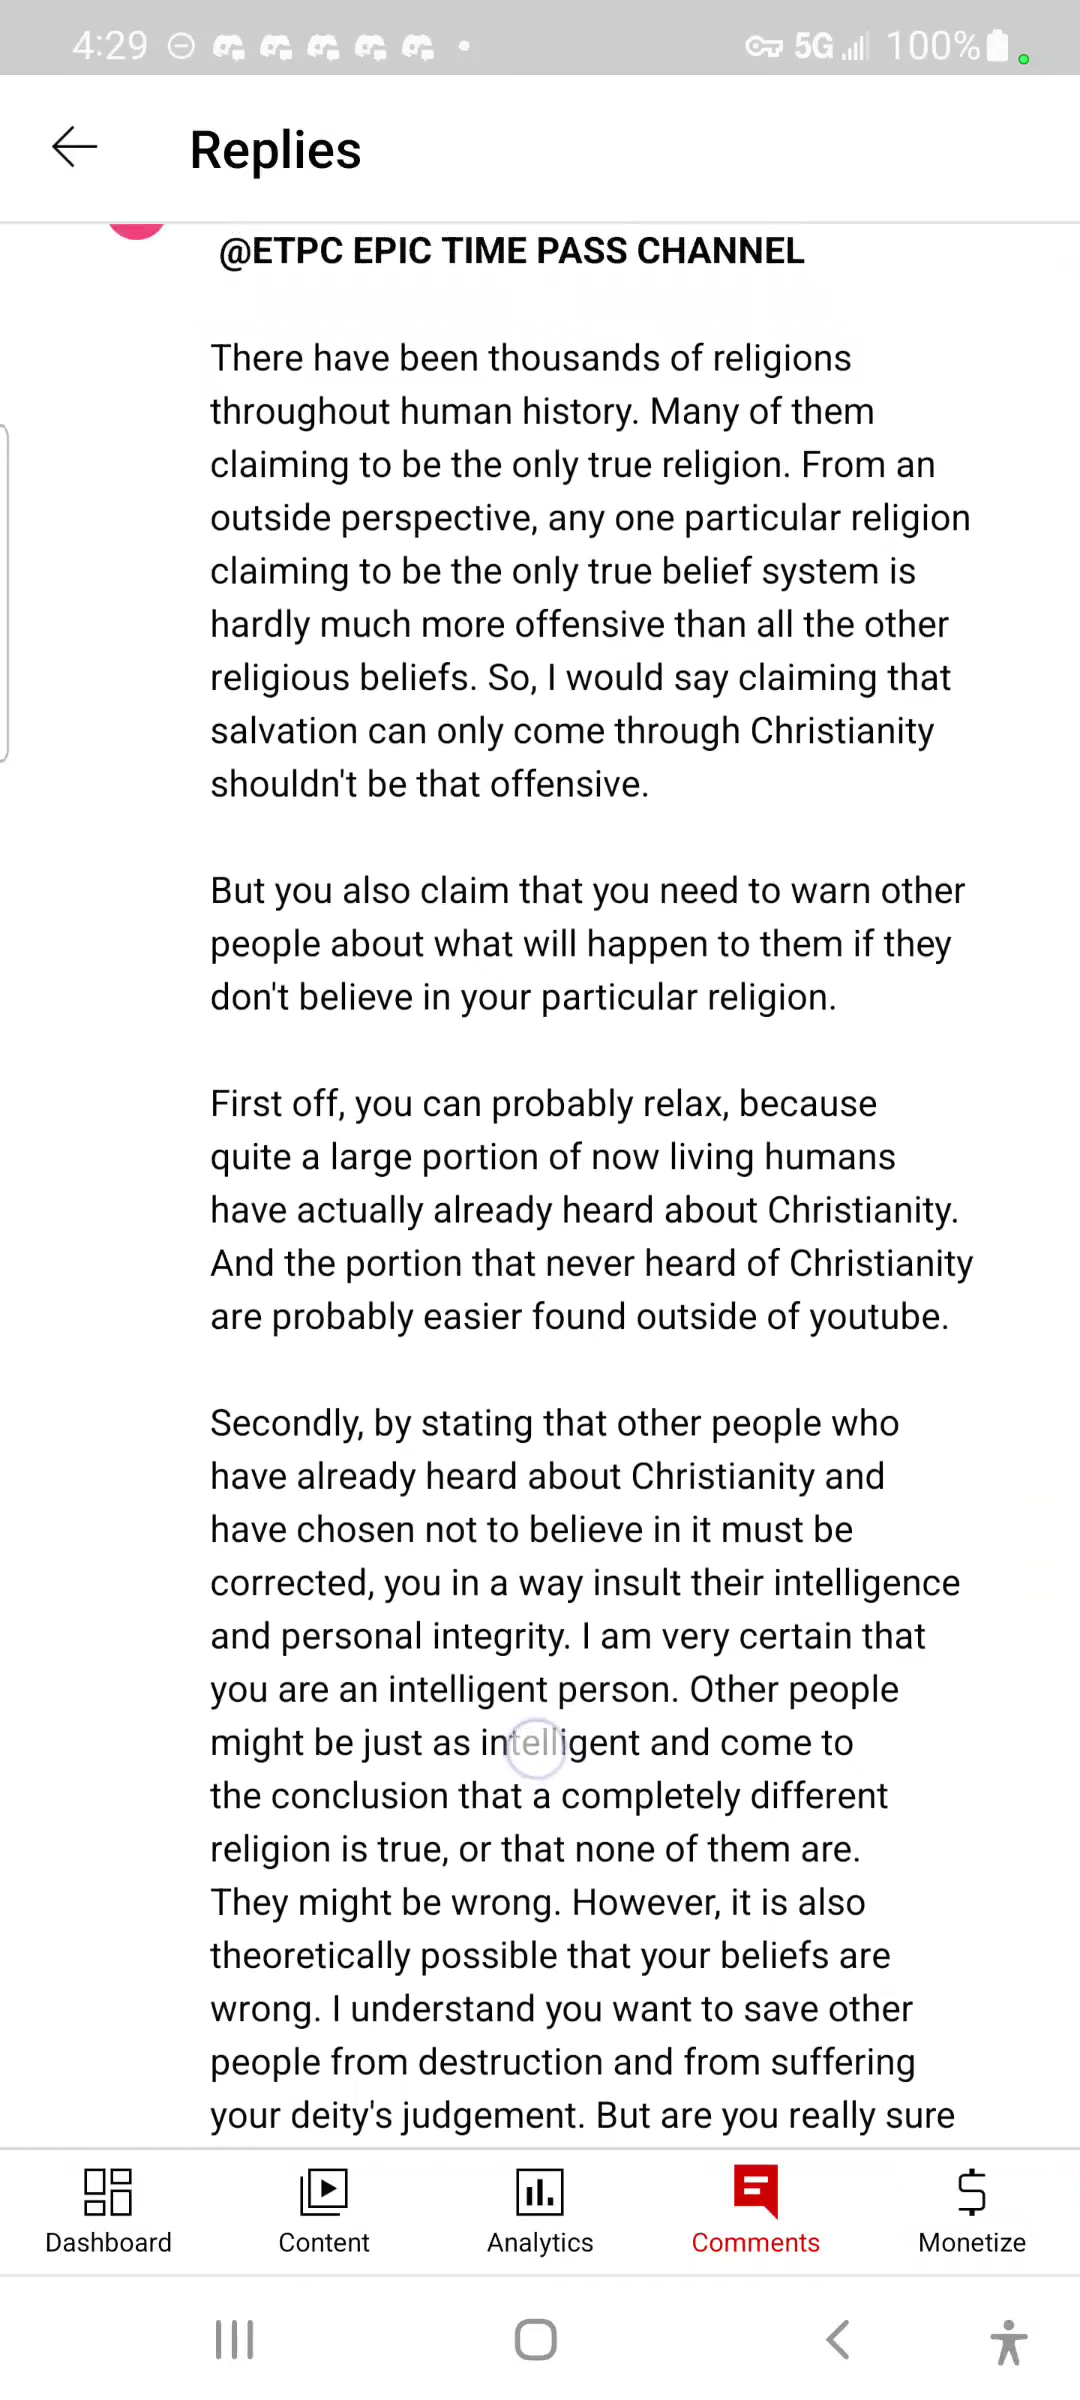 4:29
5G
100%
Replies
@ETPC EPIC TIME PASS CHANNEL
There have been thousands of religions
throughout human history. Many of them
claiming to be the only true religion. From an
outside perspective, any one particular religion
claiming to be the only true belief system is
hardly much more offensive than all the other
religious beliefs. So, I would say claiming that
salvation can only come through Christianity
shouldn't be that offensive.
But you also claim that you need to warn other
people about what will happen to them if they
don't believe in your particular religion.
First off, you can probably relax, because
quite a large portion of now living humans
have actually already heard about Christianity.
And the portion that never heard of Christianity
are probably easier found outside of youtube.
Secondly, by stating that other people who
have already heard about Christianity and
have chosen not to believe in it must be
corrected, you in a way insult their intelligence
and personal integrity. I am very certain that
you are an intelligent person. Other people
might be just as intelligent and come to
the conclusion that a completely different
religion is true, or that none of them are.
They might be wrong. However, it is also
theoretically possible that your beliefs are
wrong. I understand you want to save other
people from destruction and from suffering
your deity's judgement. But are you really sure
Dashboard
Content
Analytics
Comments
Monetize